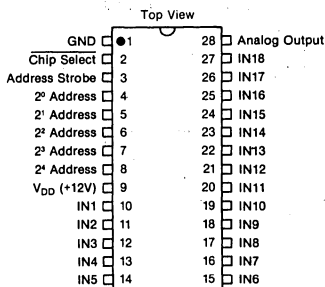 Top View
GND 1 28 Analog Output
Chip Select 2 27 IN18
Address Strobe 3 26 IN17
2⁰ Address 4 25 IN16
2¹ Address 5 24 IN15
2² Address 6 23 IN14
2³ Address 7 22 IN13
2⁴ Address 8 21 IN12
VDD (+12V) 9 20 IN11
IN1 10 19 IN10
IN2 11 18 IN9
IN3 12 17 IN8
IN4 13 16 IN7
IN5 14 15 IN6